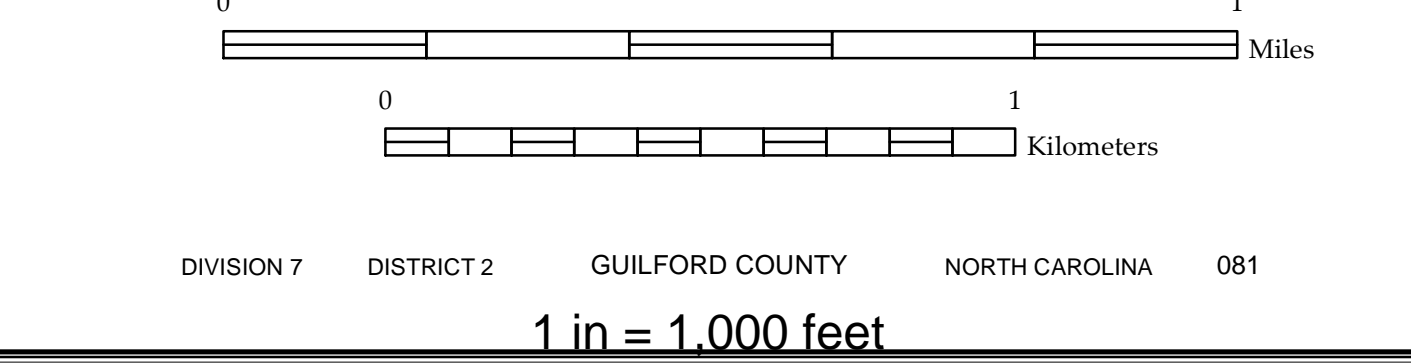 0 1
Miles
0 1
Kilometers
DIVISION 7 DISTRICT 2 GUILFORD COUNTY NORTH CAROLINA 081
1 in = 1,000 feet